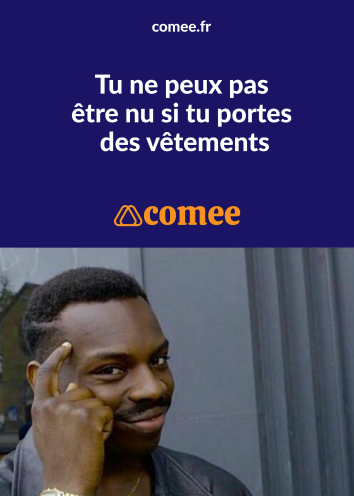 comee.fr
Tu ne peux pas
être nu si tu portes
des vêtements
comee